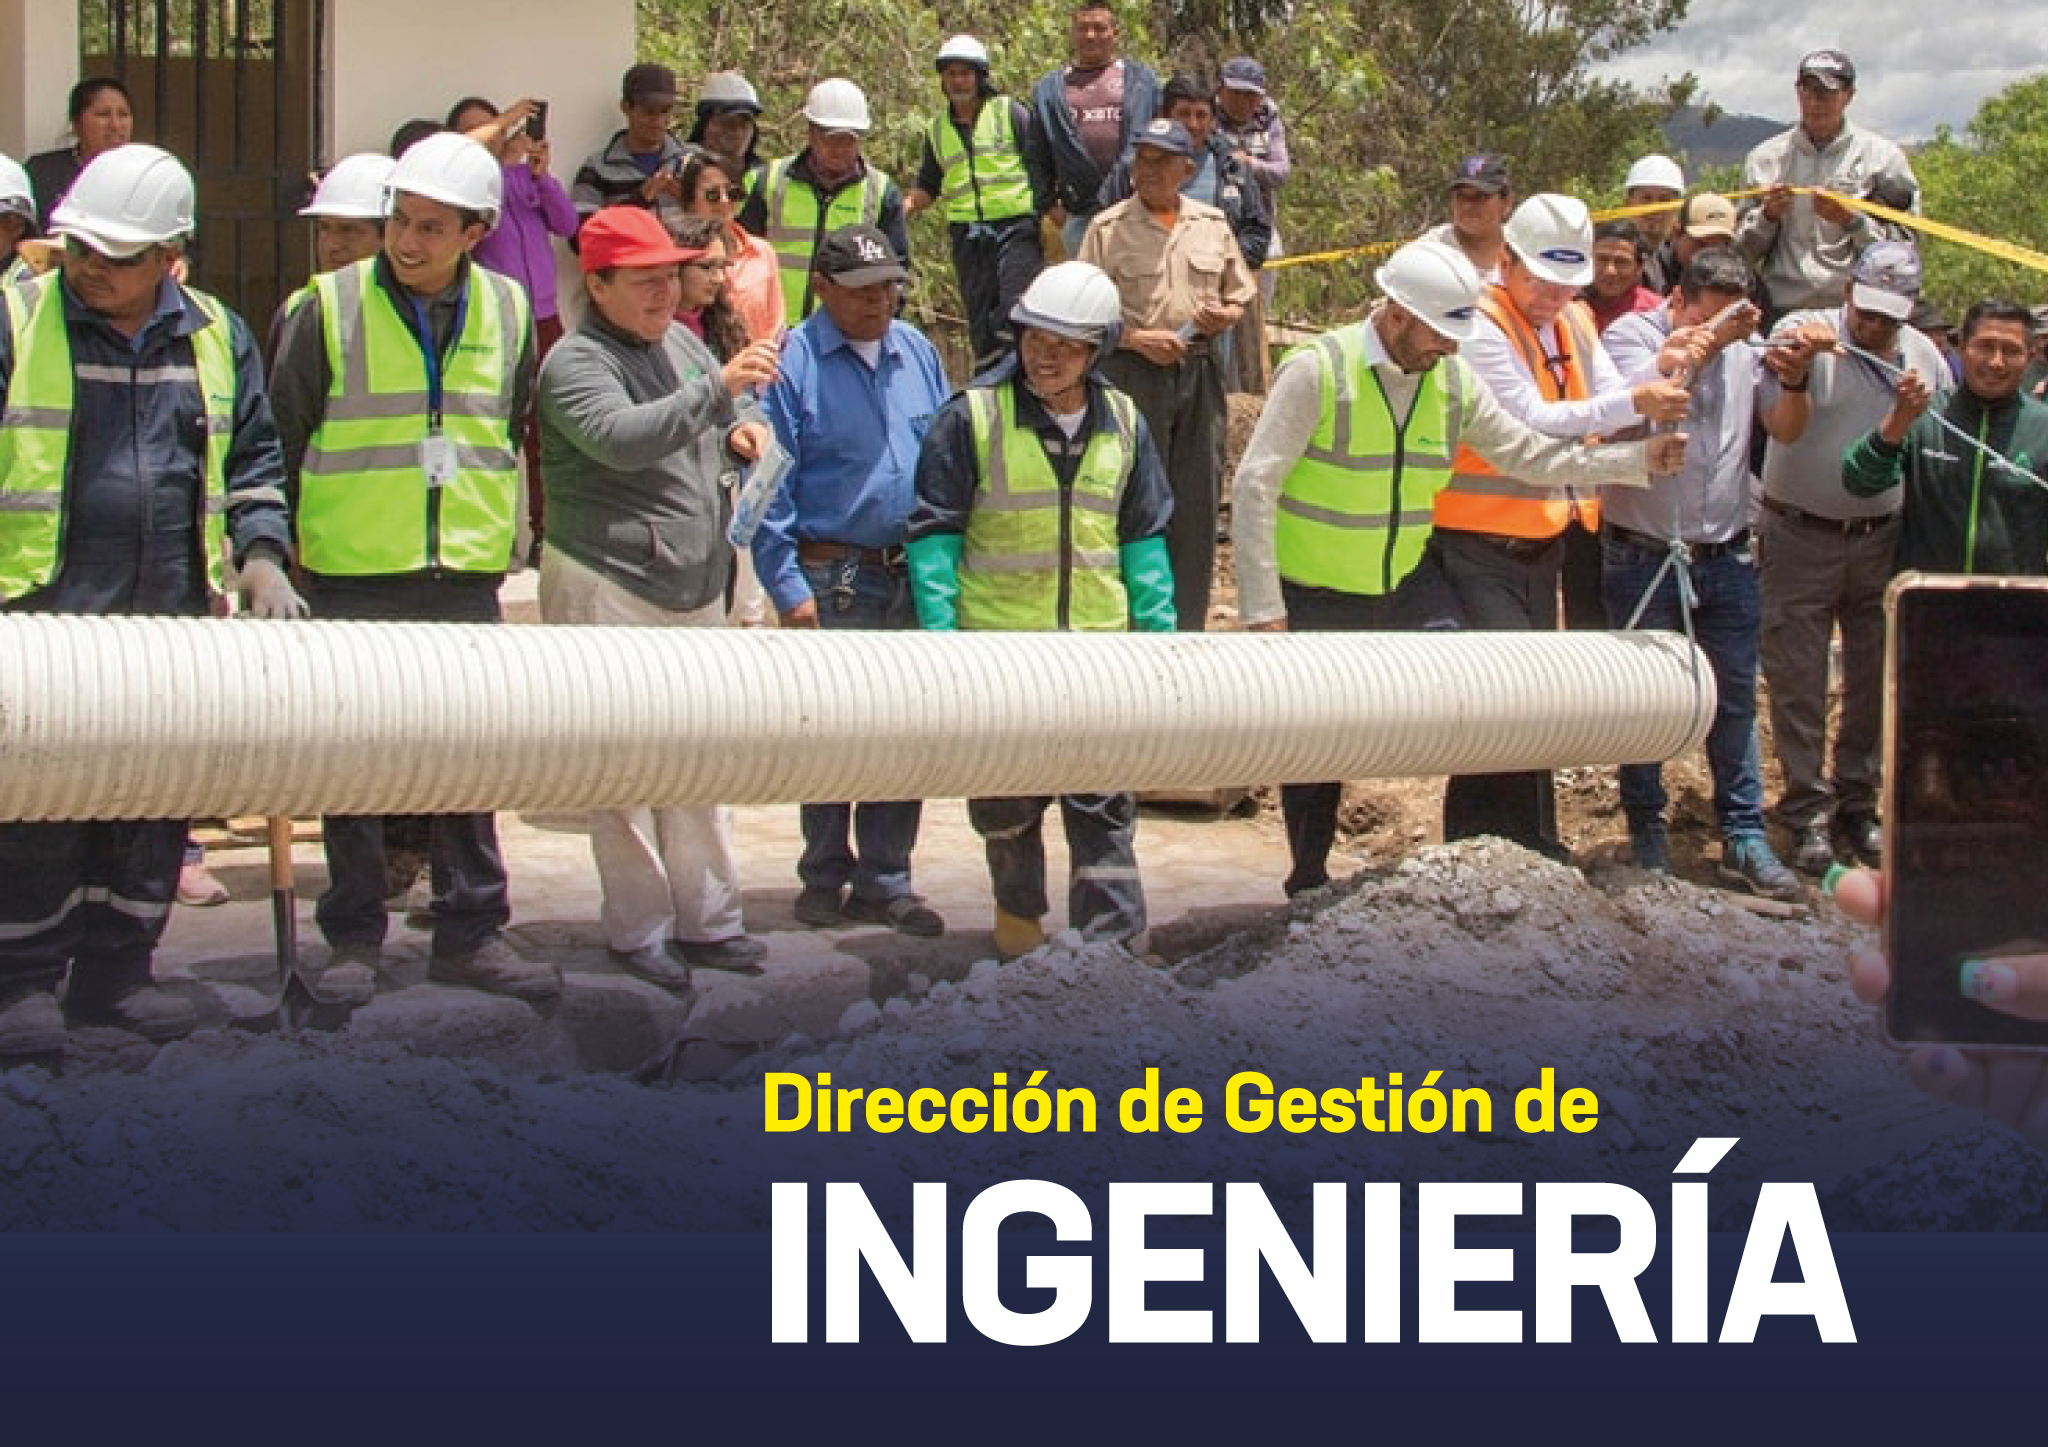 Dirección de Gestión de
INGENIERÍA